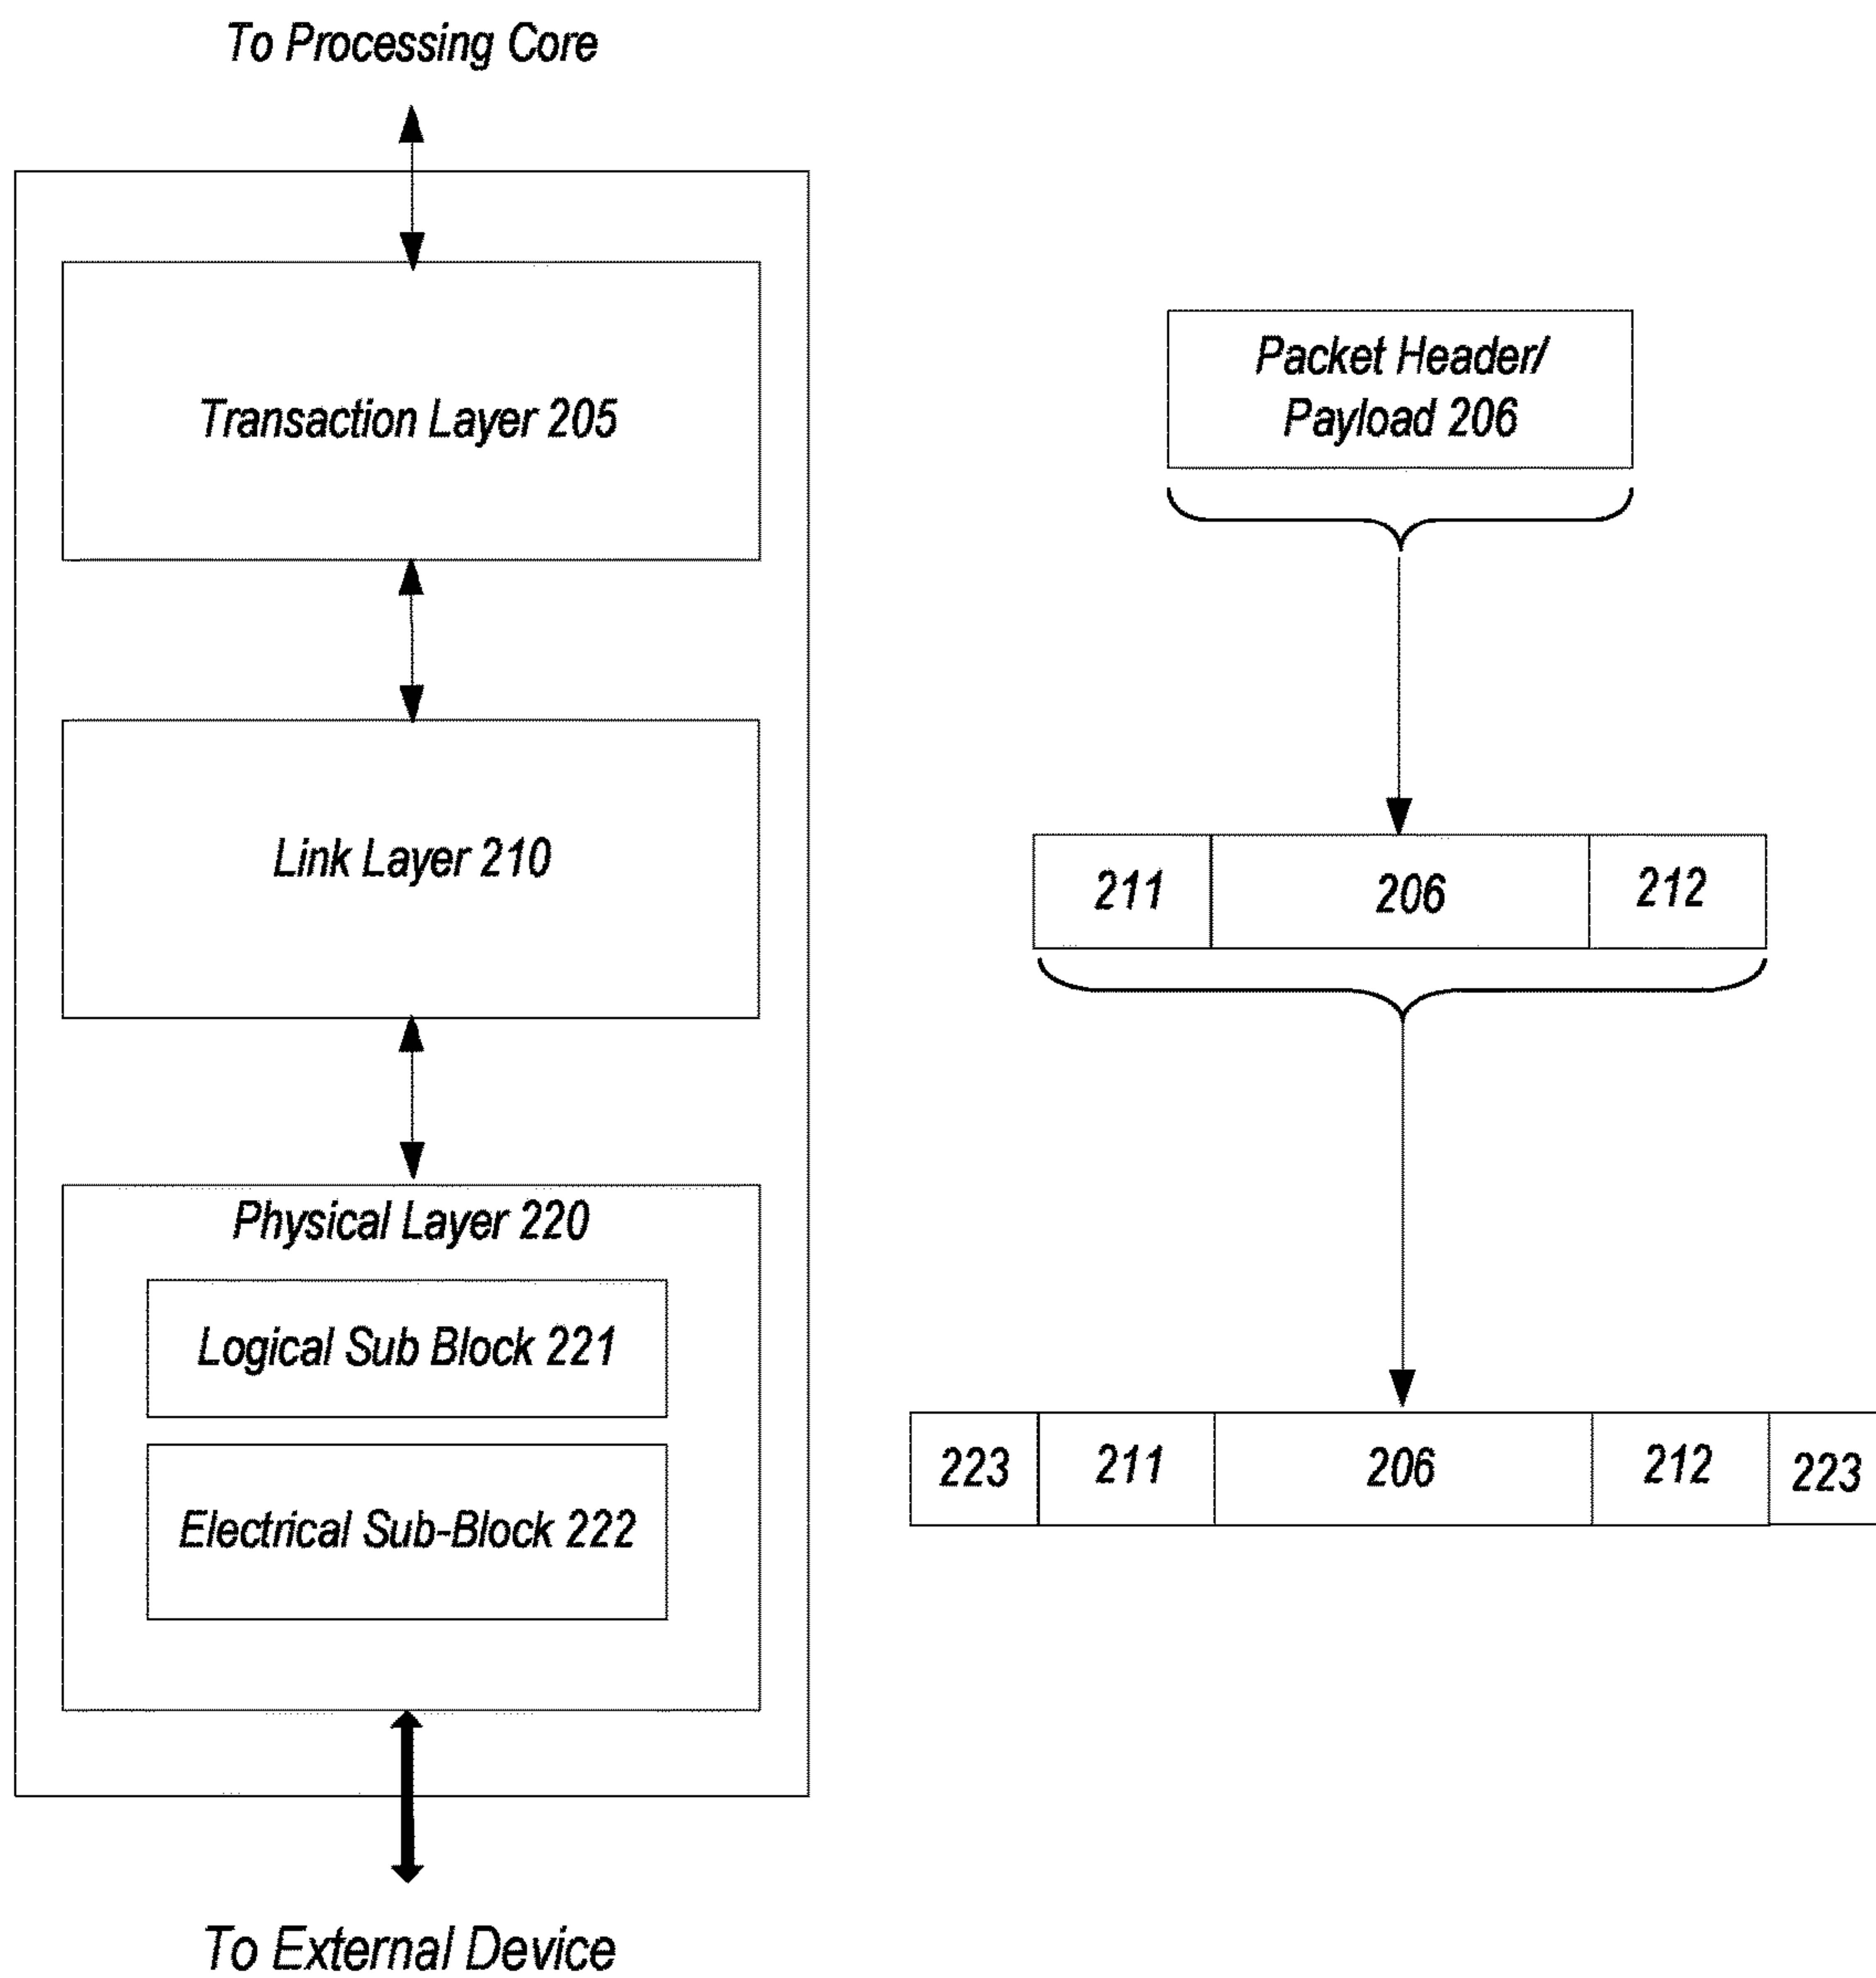 To Processing Core
Transaction Layer 205
Packet Header/
Payload 206
Link Layer 210
211 206 212
Physical Layer 220
Logical Sub Block 221
Electrical Sub-Block 222
223 211 206 212 223
To External Device